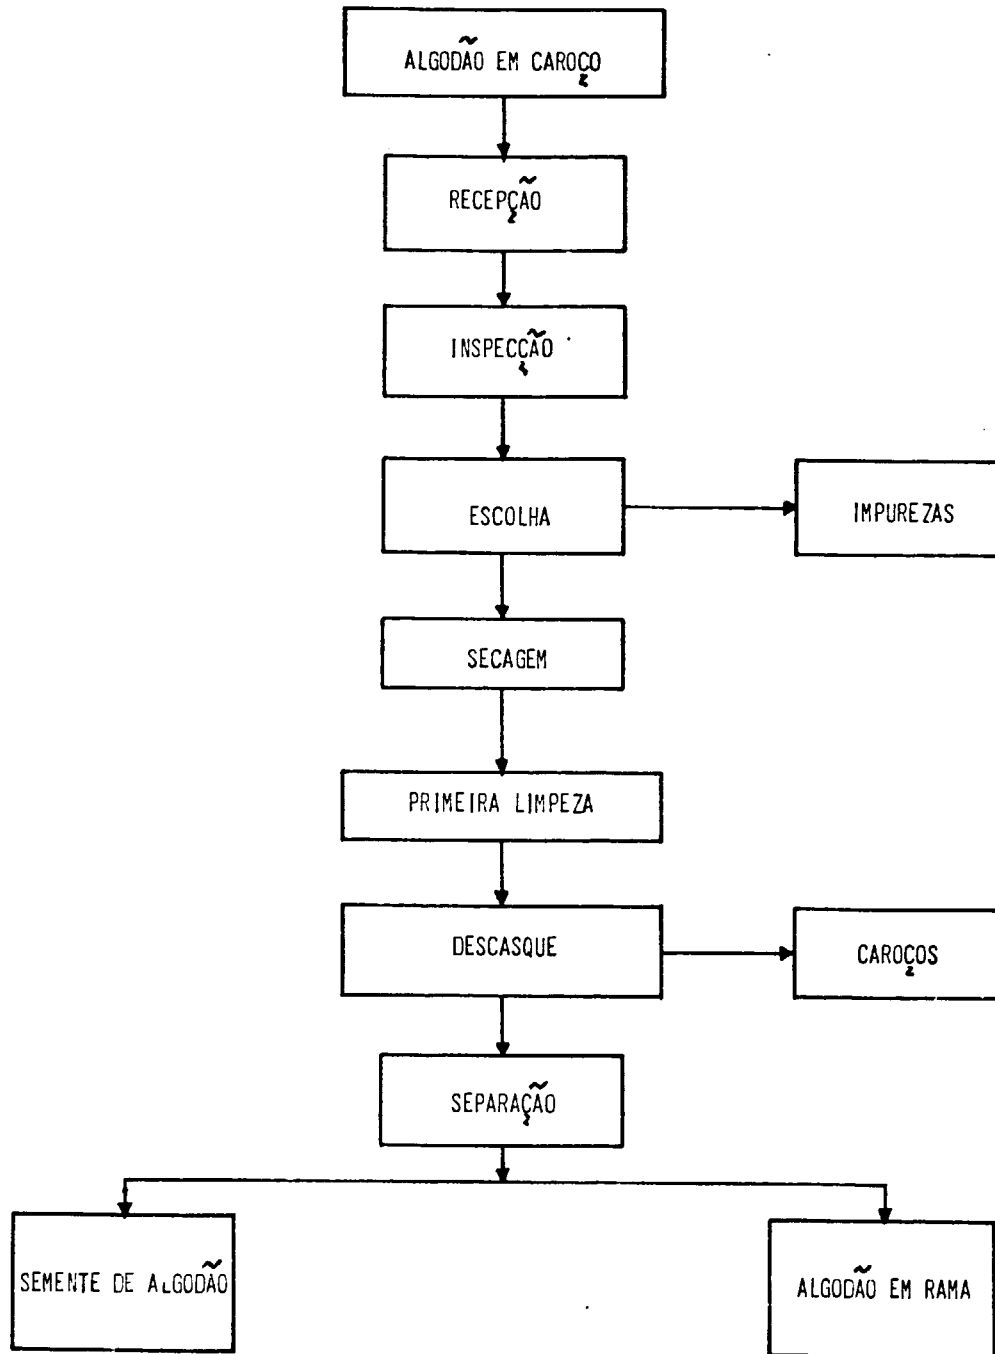 ALGODÃO EM CAROÇO
RECEPÇÃO
INSPECÇÃO
ESCOLHA
IMPUREZAS
SECAGEM
PRIMEIRA LIMPEZA
DESCASQUE
CAROÇOS
SEPARAÇÃO
SEMENTE DE ALGODÃO
ALGODÃO EM RAMA